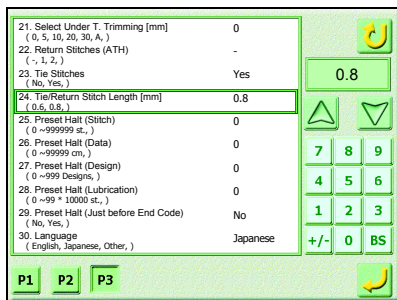 21. Select Under T. Trimming [mm] 0
( 0, 5, 10, 20, 30, A, )
22. Return Stitches (ATH) -
( -, 1, 2, )
23. Tie Stitches Yes
( No, Yes, )
24. Tie/Return Stitch Length [mm] 0.8
( 0.6, 0.8, )
25. Preset Halt (Stitch) 0
( 0 ~999999 st., )
26. Preset Halt (Data) 0
( 0 ~99999 cm, )
27. Preset Halt (Design) 0
( 0 ~999 Designs, )
28. Preset Halt (Lubrication) 0
( 0 ~99 * 10000 st., )
29. Preset Halt (Just before End Code) No
( No, Yes, )
30. Language Japanese
( English, Japanese, Other, )
0.8
7 8 9
4 5 6
1 2 3
+/- 0 BS
P1 P2 P3